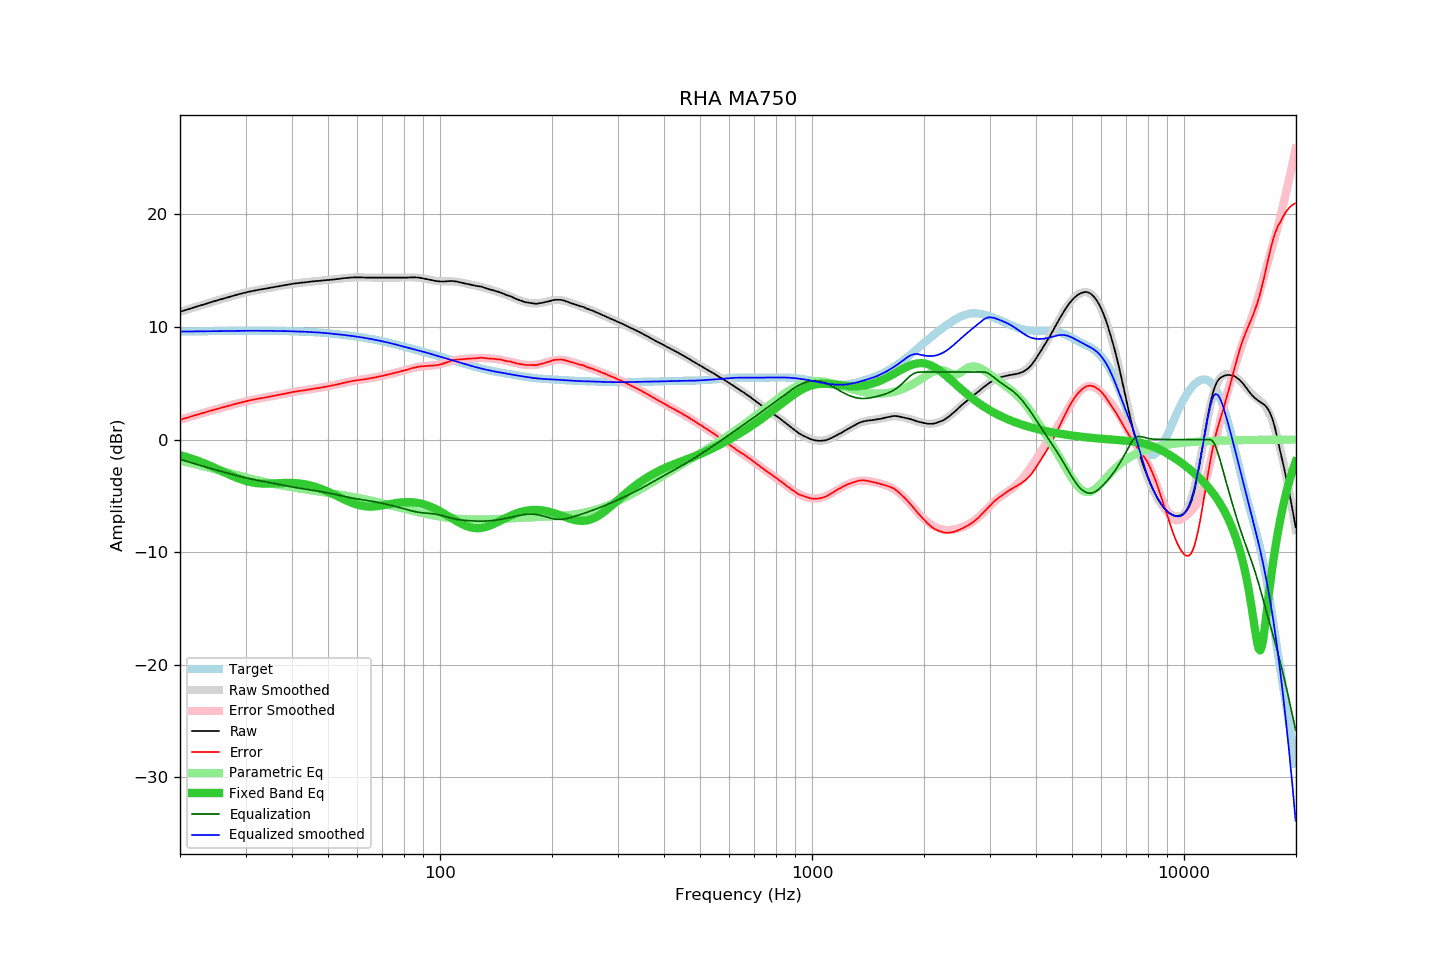 RHA MA750
Amplitude (dBr)
20
10
0
−10
−20
−30
Target
Raw Smoothed
Error Smoothed
Raw
Error
Parametric Eq
Fixed Band Eq
Equalization
Equalized smoothed
100 1000 10000
Frequency (Hz)